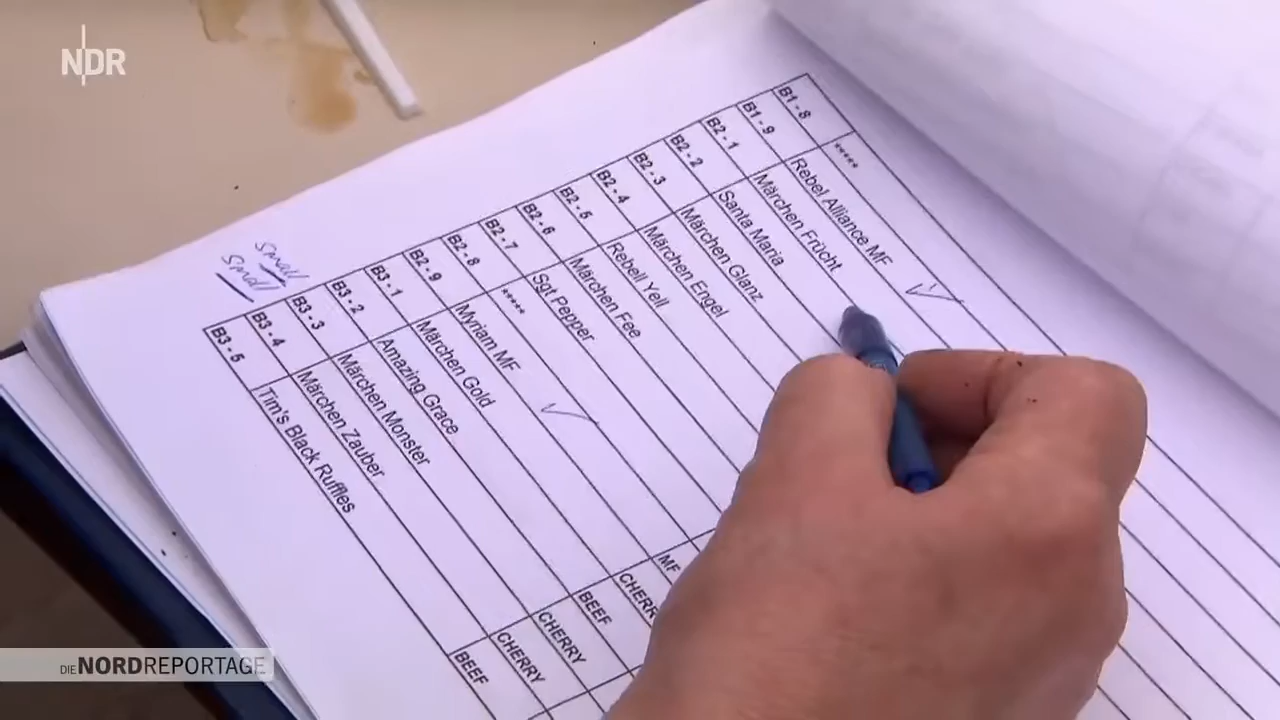 NDR
B1 - 8 *****
B1 - 9 Rebel Alliance MF ✓
B2 - 1 Märchen Frücht
B2 - 2 Santa Maria
B2 - 3 Märchen Glanz
B2 - 4 Märchen Engel
B2 - 5 Rebell Yell
B2 - 6 Märchen Fee
B2 - 7 Sgt Pepper
B2 - 8 *****
B2 - 9 Myriam MF ✓ MF
B3 - 1 Märchen Gold
B3 - 2 Amazing Grace BEEF
small B3 - 3 Märchen Monster CHERRY
small B3 - 4 Märchen Zauber CHERRY
B3 - 5 Tim's Black Ruffles BEEF
DIE NORDREPORTAGE